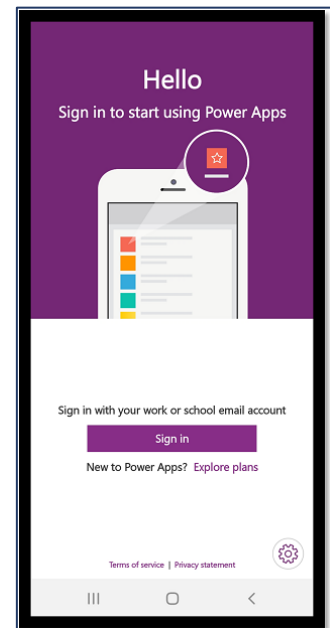 Hello
Sign in to start using Power Apps
Sign in with your work or school email account
Sign in
New to Power Apps? Explore plans
Terms of service | Privacy statement